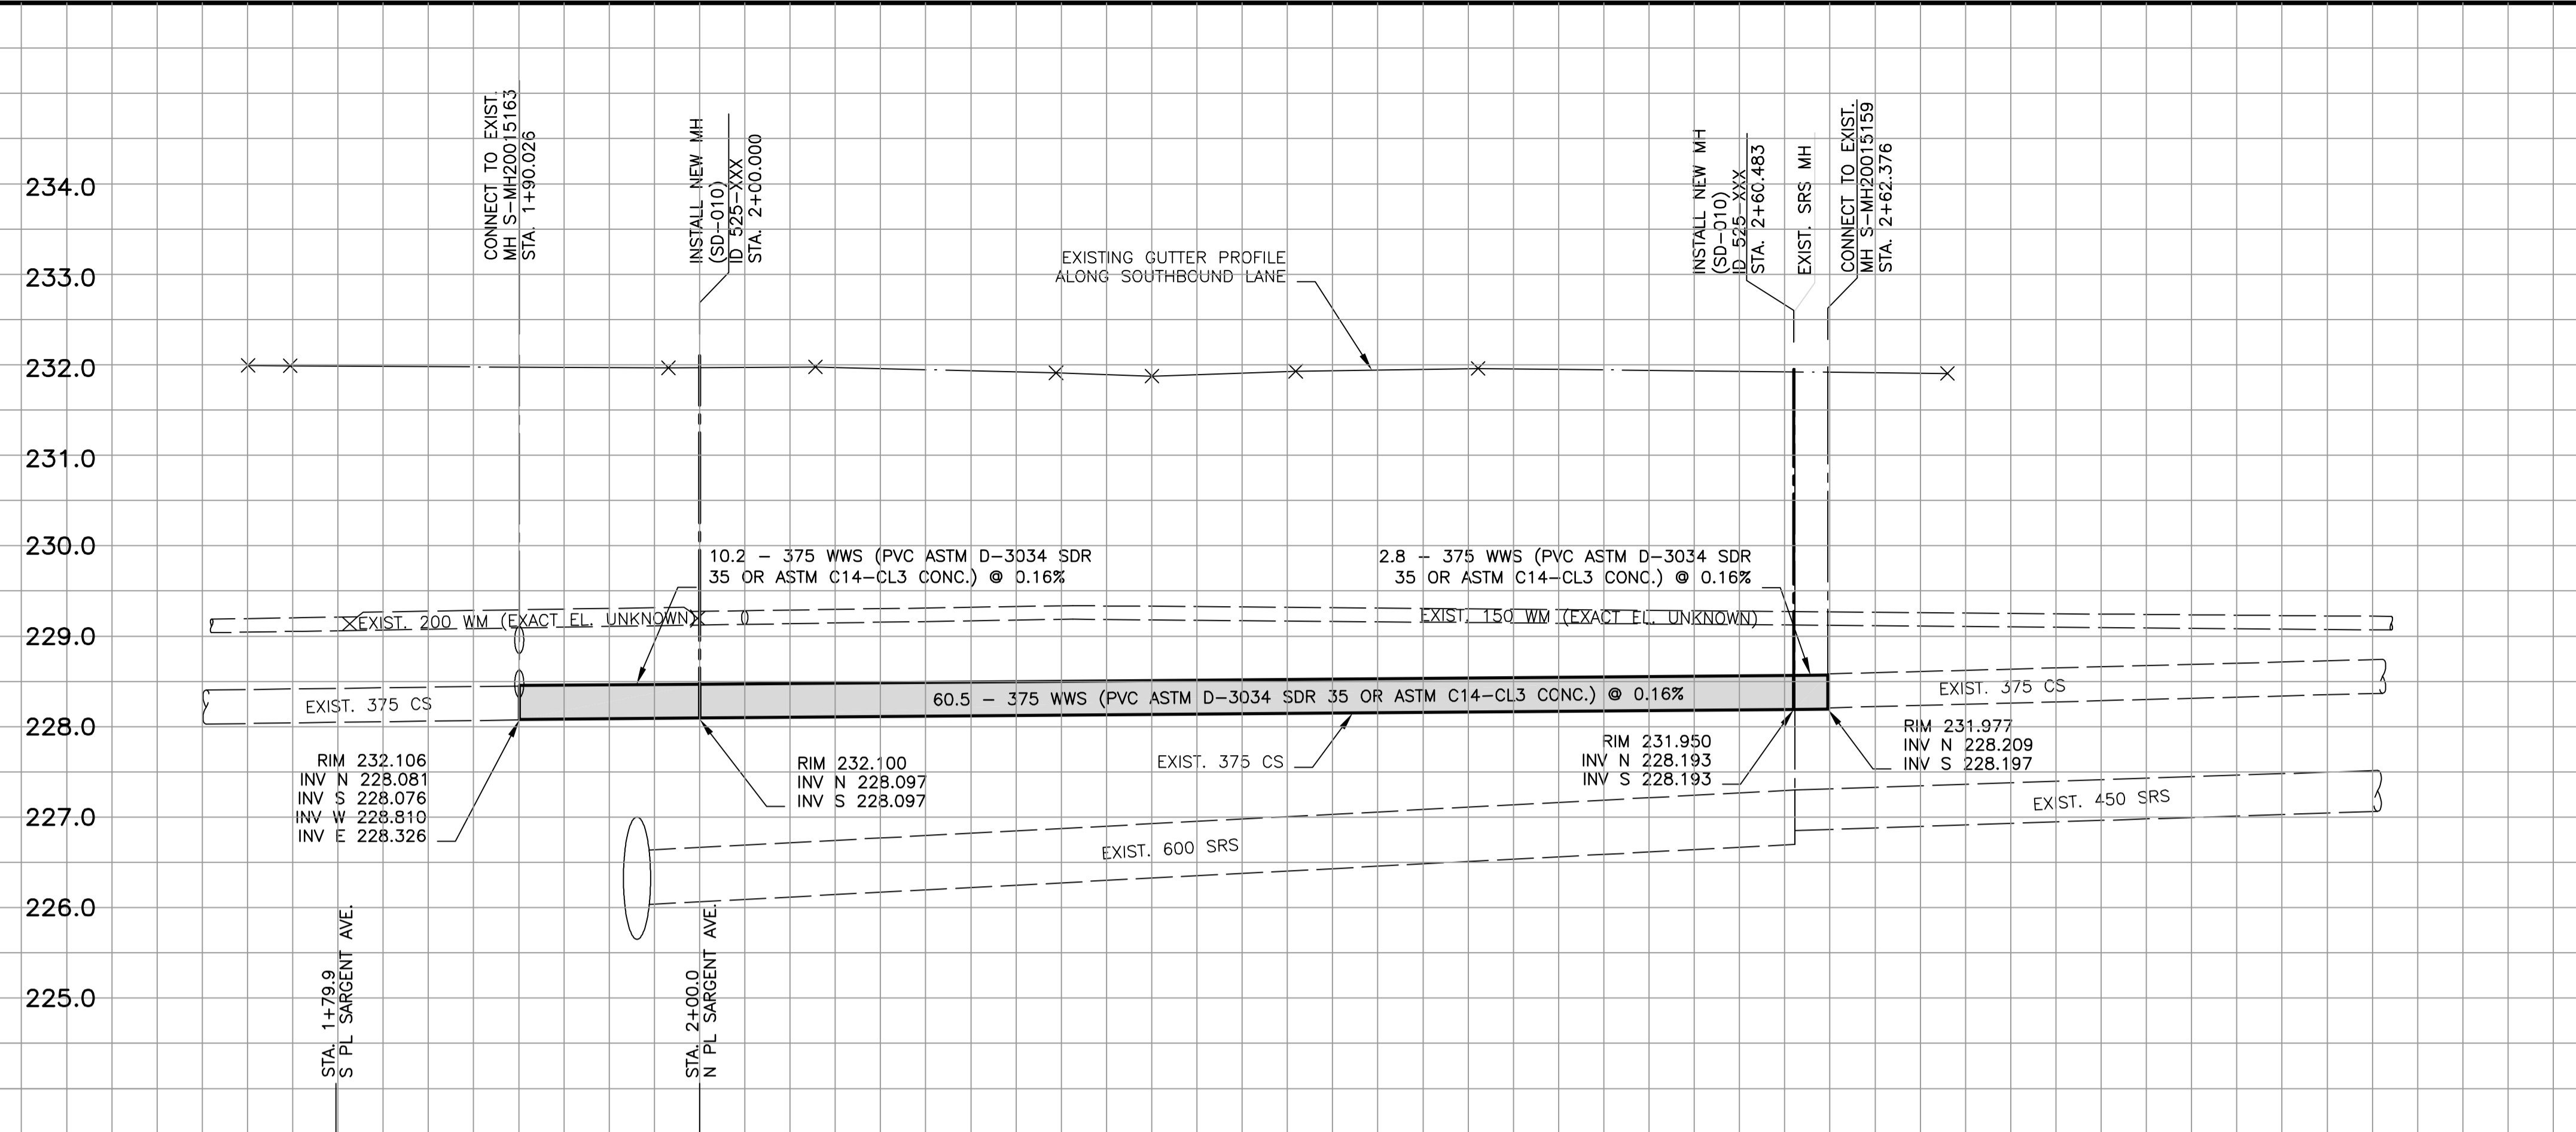 CONNECT TO EXIST.
MH S-MH20015163
STA. 1+90.026
INSTALL NEW MH
(SD-010)
ID 525-XXX
STA. 2+00.000
INSTALL NEW MH
(SD-010)
ID 525-XXX
STA. 2+60.483
EXIST. SRS MH
CONNECT TO EXIST.
MH S-MH20015159
STA. 2+62.376
234.0
233.0
232.0
231.0
230.0
229.0
228.0
227.0
226.0
225.0
EXISTING GUTTER PROFILE
ALONG SOUTHBOUND LANE
10.2 - 375 WWS (PVC ASTM D-3034 SDR
35 OR ASTM C14-CL3 CONC.) @ 0.16%
2.8 - 375 WWS (PVC ASTM D-3034 SDR
35 OR ASTM C14-CL3 CONC.) @ 0.16%
EXIST. 200 WM (EXACT EL. UNKNOWN)
EXIST. 150 WM (EXACT EL. UNKNOWN)
EXIST. 375 CS
60.5 - 375 WWS (PVC ASTM D-3034 SDR 35 OR ASTM C14-CL3 CONC.) @ 0.16%
EXIST. 375 CS
RIM 232.106
INV N 228.081
INV S 228.076
INV W 228.810
INV E 228.326
RIM 232.100
INV N 228.097
INV S 228.097
EXIST. 375 CS
RIM 231.950
INV N 228.193
INV S 228.193
RIM 231.977
INV N 228.209
INV S 228.197
EXIST. 600 SRS
EXIST. 450 SRS
STA. 1+79.9
S PL SARGENT AVE.
STA. 2+00.0
N PL SARGENT AVE.